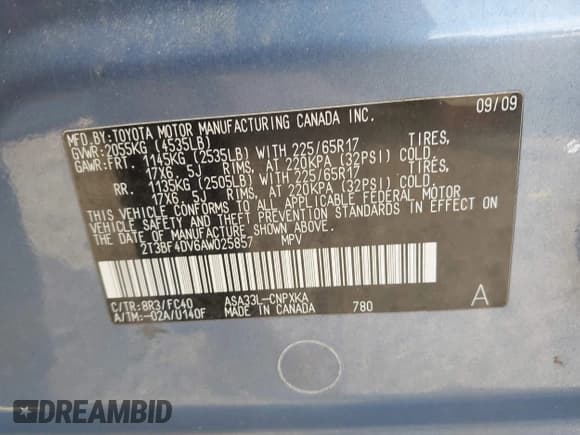 MFD. BY:TOYOTA MOTOR MANUFACTURING CANADA INC. 09/09
GVWR:2055KG (4535LB)
GAWR:FRT. 1145KG (2535LB) WITH 225/65R17 TIRES,
17X6. 5J RIMS, AT 220KPA (32PSI) COLD.
RR. 1135KG (2505LB) WITH 225/65R17 TIRES,
17X6. 5J RIMS, AT 220KPA (32PSI) COLD.
THIS VEHICLE CONFORMS TO ALL APPLICABLE FEDERAL MOTOR
VEHICLE SAFETY AND THEFT PREVENTION STANDARDS IN EFFECT ON
THE DATE OF MANUFACTURE SHOWN ABOVE.
2T3BF4DV6AW025857 MPV
C/TR:8R3/FC40 ASA33L-CNPXKA
A/TM:-02A/U140F MADE IN CANADA 780 A
DREAMBID